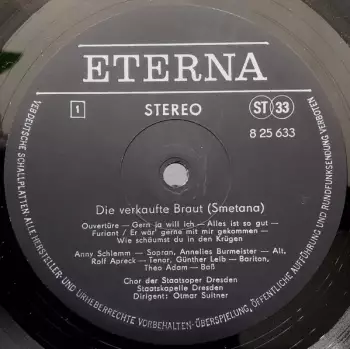 ETERNA
1
STEREO
ST 33
8 25 633
Die verkaufte Braut (Smetana)
Ouvertüre — Gern ja will ich — Alles ist so gut —
Furiant / Er war gerne mit mir gekommen —
Wie schäumst du in den Krügen
Anny Schlemm — Sopran, Annelies Burmeister — Alt,
Rolf Apreck — Tenor, Günther Leib — Bariton,
Theo Adam — Baß
Chor der Staatsoper Dresden
Staatskapelle Dresden
Dirigent: Otmar Suitner
VEB DEUTSCHE SCHALLPLATTEN · ALLE HERSTELLER- UND URHEBERRECHTE VORBEHALTEN · ÜBERSPIELUNG, ÖFFENTLICHE AUFFÜHRUNG UND RUNDFUNKSENDUNG VERBOTEN